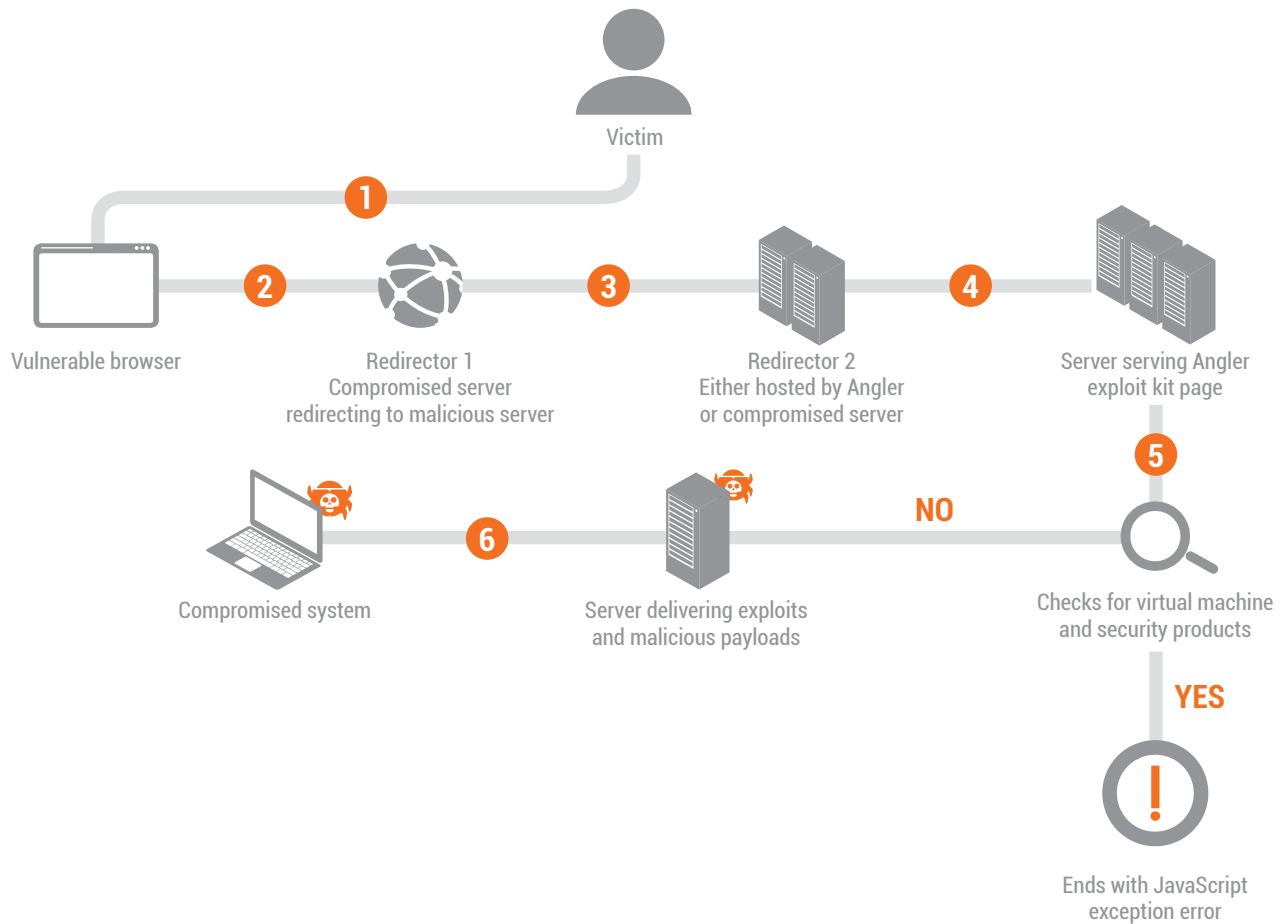 Victim
1
2
3
4
Vulnerable browser
Redirector 1
Compromised server
redirecting to malicious server
Redirector 2
Either hosted by Angler
or compromised server
Server serving Angler
exploit kit page
5
NO
6
Compromised system
Server delivering exploits
and malicious payloads
Checks for virtual machine
and security products
YES
!
Ends with JavaScript
exception error